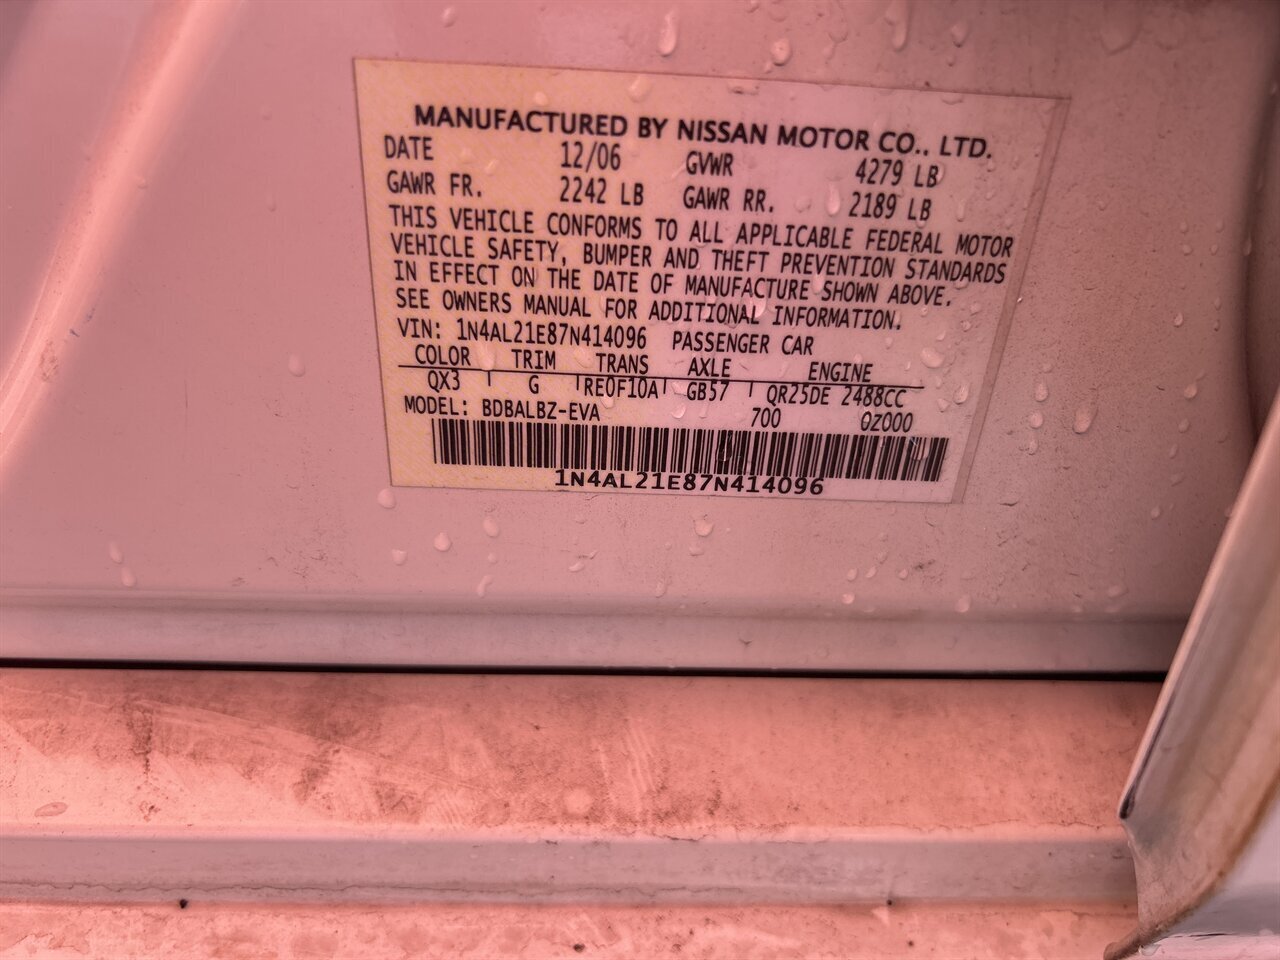 MANUFACTURED BY NISSAN MOTOR CO., LTD.
DATE 12/06 GVWR 4279 LB
GAWR FR. 2242 LB GAWR RR. 2189 LB
THIS VEHICLE CONFORMS TO ALL APPLICABLE FEDERAL MOTOR
VEHICLE SAFETY, BUMPER AND THEFT PREVENTION STANDARDS
IN EFFECT ON THE DATE OF MANUFACTURE SHOWN ABOVE.
SEE OWNERS MANUAL FOR ADDITIONAL INFORMATION.
VIN: 1N4AL21E87N414096 PASSENGER CAR
COLOR TRIM TRANS AXLE ENGINE
QX3 G RE0F10A GB57 QR25DE 2488CC
MODEL: BDBALBZ-EVA 700 0Z000
1N4AL21E87N414096